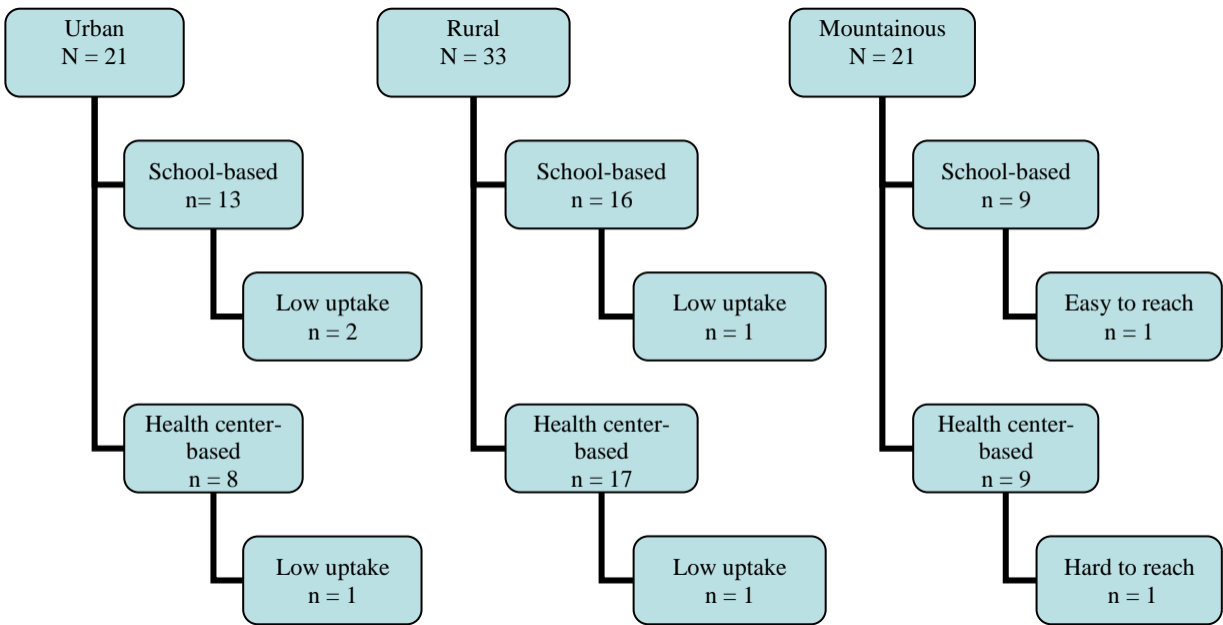 Urban
N = 21
School-based
n= 13
Low uptake
n = 2
Health center-
based
n = 8
Low uptake
n = 1
Rural
N = 33
School-based
n = 16
Low uptake
n = 1
Health center-
based
n = 17
Low uptake
n = 1
Mountainous
N = 21
School-based
n = 9
Easy to reach
n = 1
Health center-
based
n = 9
Hard to reach
n = 1